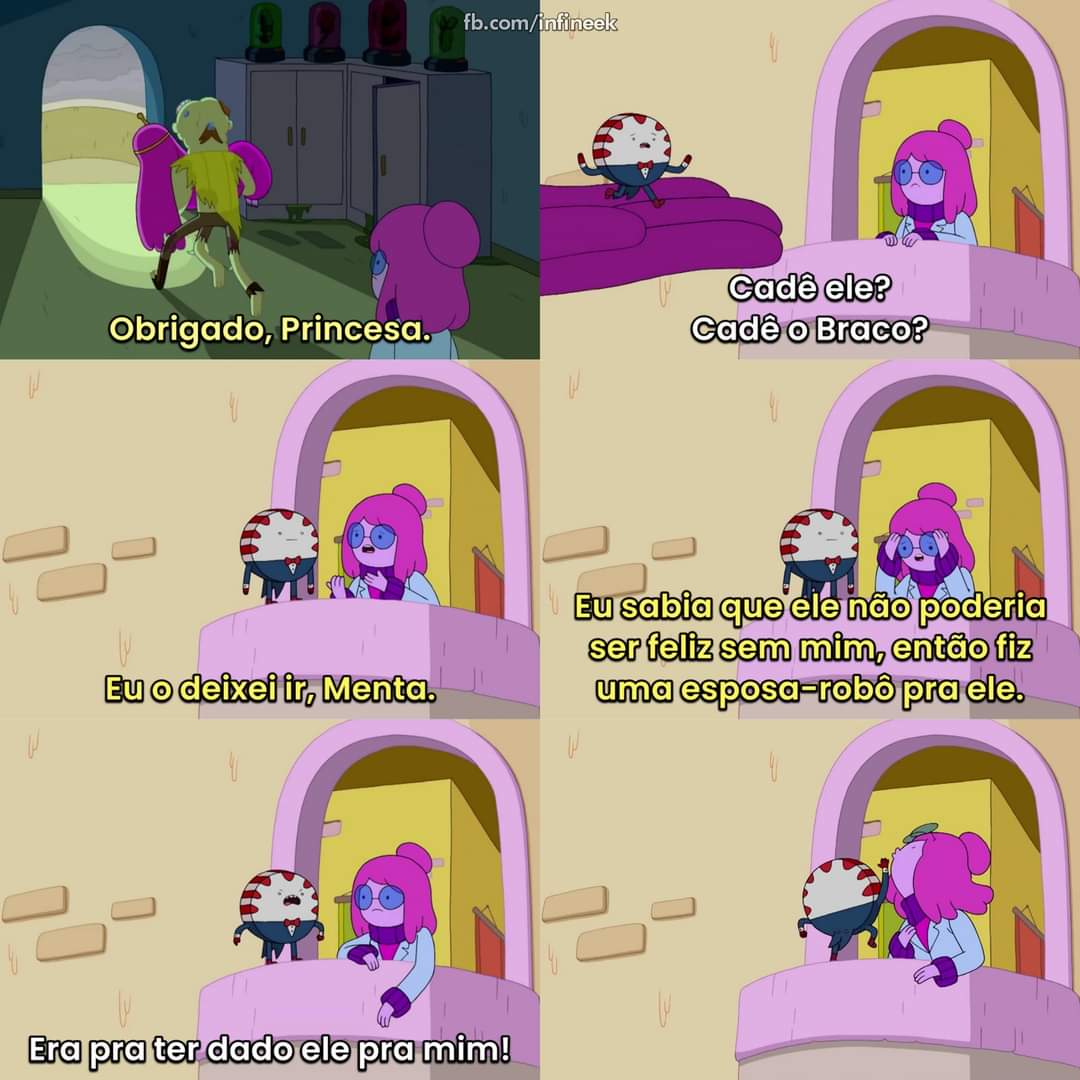 fb.com/infineek
Obrigado, Princesa.
Cadê ele?
Cadê o Braco?
Eu o deixei ir, Menta.
Eu sabia que ele não poderia
ser feliz sem mim, então fiz
uma esposa-robô pra ele.
Era pra ter dado ele pra mim!